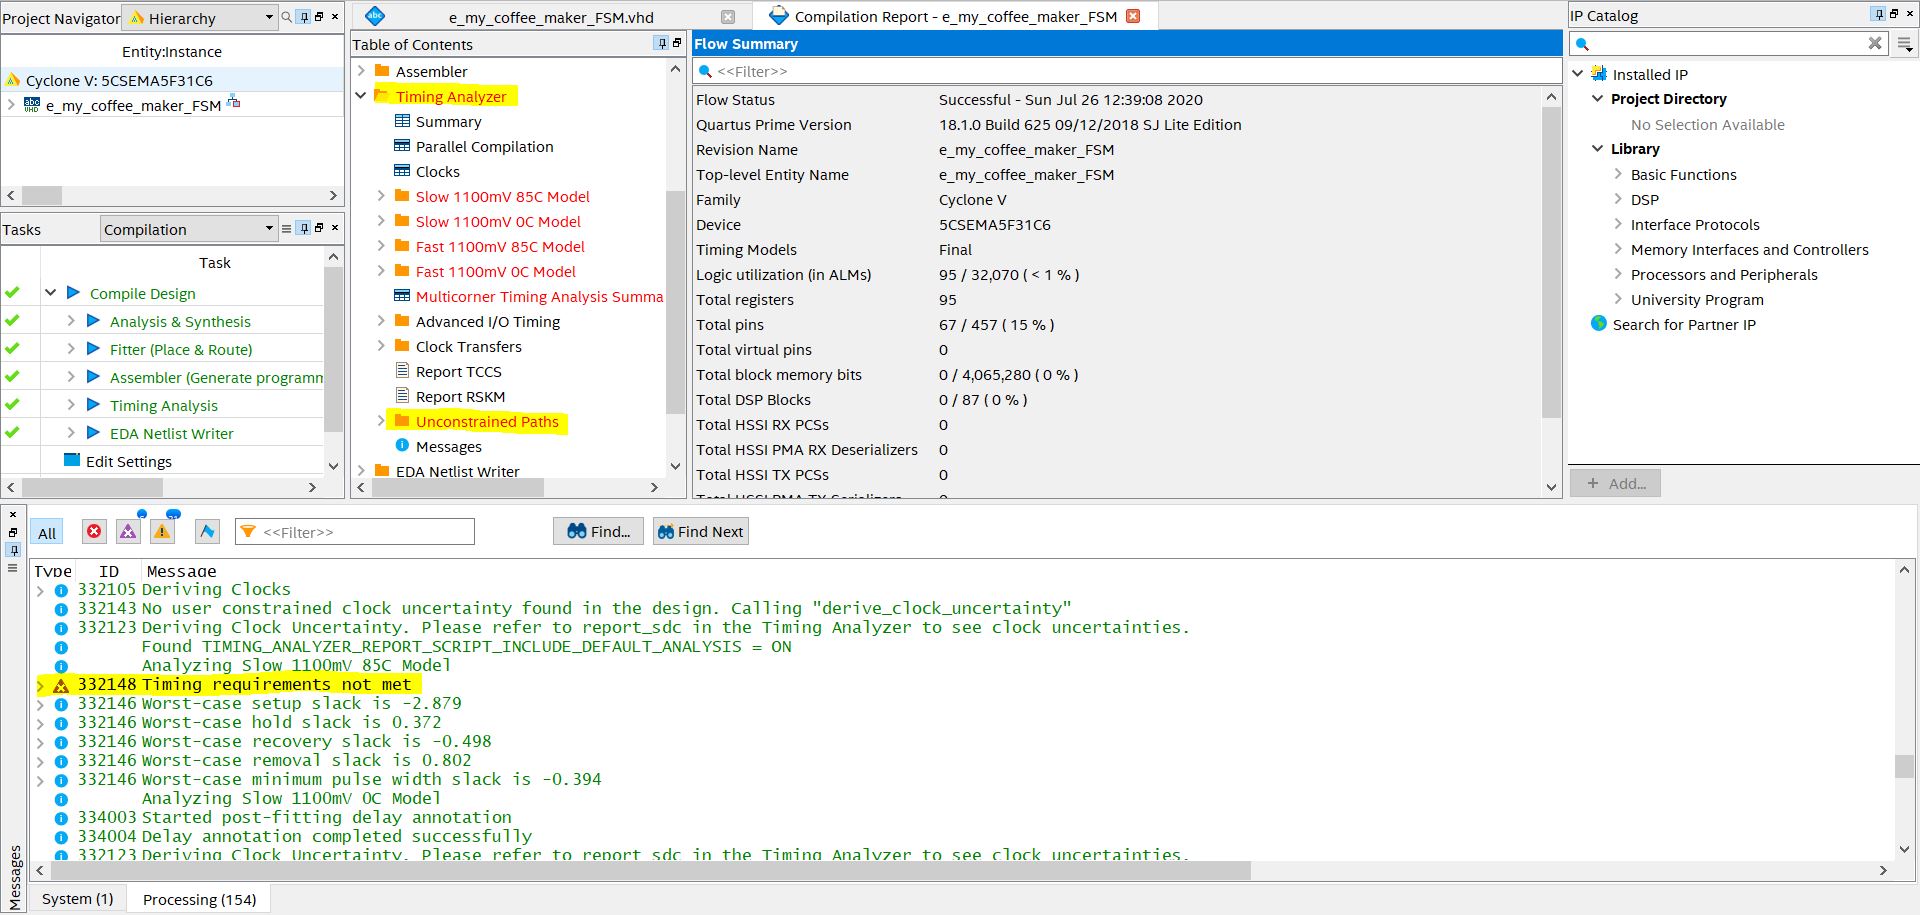 Project Navigator
Hierarchy
Entity:Instance
Cyclone V: 5CSEMA5F31C6
e_my_coffee_maker_FSM
Tasks
Compilation
Task
Compile Design
Analysis & Synthesis
Fitter (Place & Route)
Assembler (Generate programm
Timing Analysis
EDA Netlist Writer
Edit Settings
abc
e_my_coffee_maker_FSM.vhd
Compilation Report - e_my_coffee_maker_FSM
Table of Contents
Assembler
Timing Analyzer
Summary
Parallel Compilation
Clocks
Slow 1100mV 85C Model
Slow 1100mV 0C Model
Fast 1100mV 85C Model
Fast 1100mV 0C Model
Multicorner Timing Analysis Summa
Advanced I/O Timing
Clock Transfers
Report TCCS
Report RSKM
Unconstrained Paths
Messages
EDA Netlist Writer
Flow Summary
<<Filter>>
Flow Status Successful - Sun Jul 26 12:39:08 2020
Quartus Prime Version 18.1.0 Build 625 09/12/2018 SJ Lite Edition
Revision Name e_my_coffee_maker_FSM
Top-level Entity Name e_my_coffee_maker_FSM
Family Cyclone V
Device 5CSEMA5F31C6
Timing Models Final
Logic utilization (in ALMs) 95 / 32,070 ( < 1 % )
Total registers 95
Total pins 67 / 457 ( 15 % )
Total virtual pins 0
Total block memory bits 0 / 4,065,280 ( 0 % )
Total DSP Blocks 0 / 87 ( 0 % )
Total HSSI RX PCSs 0
Total HSSI PMA RX Deserializers 0
Total HSSI TX PCSs 0
Total HSSI PMA TX Serializers 0
IP Catalog
Installed IP
Project Directory
No Selection Available
Library
Basic Functions
DSP
Interface Protocols
Memory Interfaces and Controllers
Processors and Peripherals
University Program
Search for Partner IP
+ Add...
All
<<Filter>>
Find...
Find Next
Type ID Message
332105 Deriving Clocks
332143 No user constrained clock uncertainty found in the design. Calling "derive_clock_uncertainty"
332123 Deriving Clock Uncertainty. Please refer to report_sdc in the Timing Analyzer to see clock uncertainties.
Found TIMING_ANALYZER_REPORT_SCRIPT_INCLUDE_DEFAULT_ANALYSIS = ON
Analyzing Slow 1100mV 85C Model
332148 Timing requirements not met
332146 Worst-case setup slack is -2.879
332146 Worst-case hold slack is 0.372
332146 Worst-case recovery slack is -0.498
332146 Worst-case removal slack is 0.802
332146 Worst-case minimum pulse width slack is -0.394
Analyzing Slow 1100mV 0C Model
334003 Started post-fitting delay annotation
334004 Delay annotation completed successfully
332123 Deriving Clock Uncertainty. Please refer to report_sdc in the Timing Analyzer to see clock uncertainties.
Messages
System (1)
Processing (154)